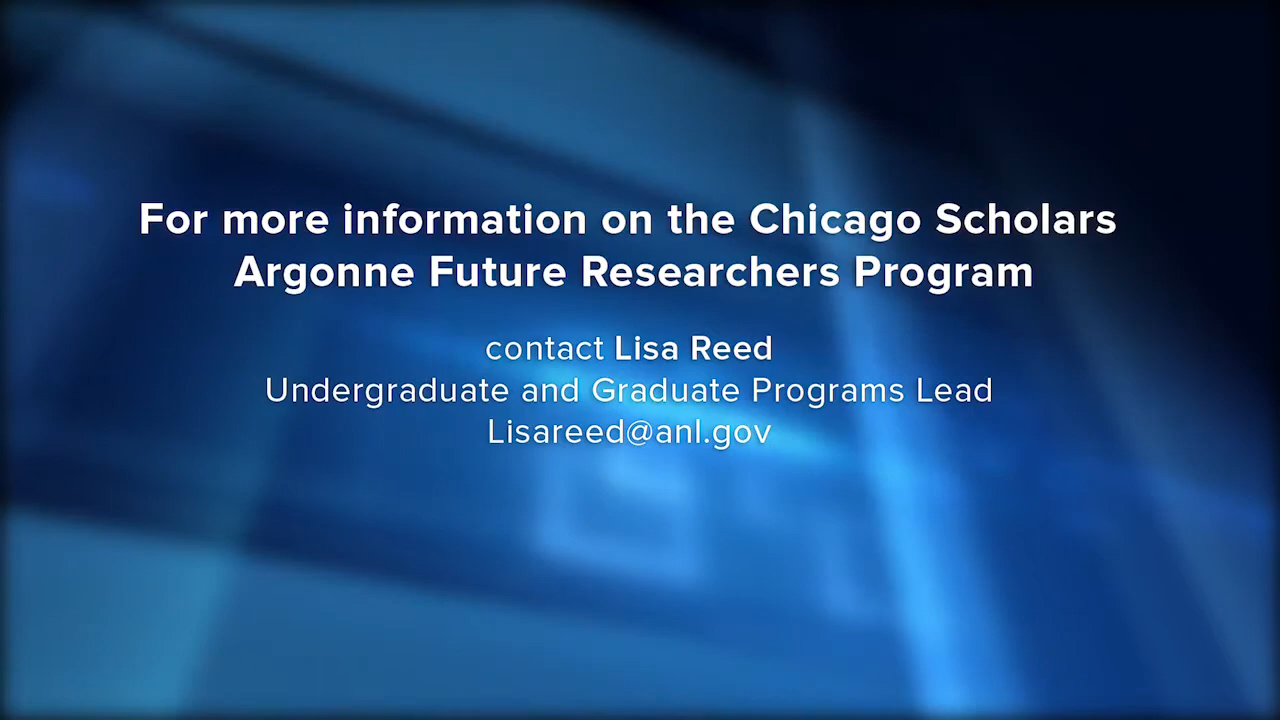 For more information on the Chicago Scholars
Argonne Future Researchers Program
contact Lisa Reed
Undergraduate and Graduate Programs Lead
Lisareed@anl.gov